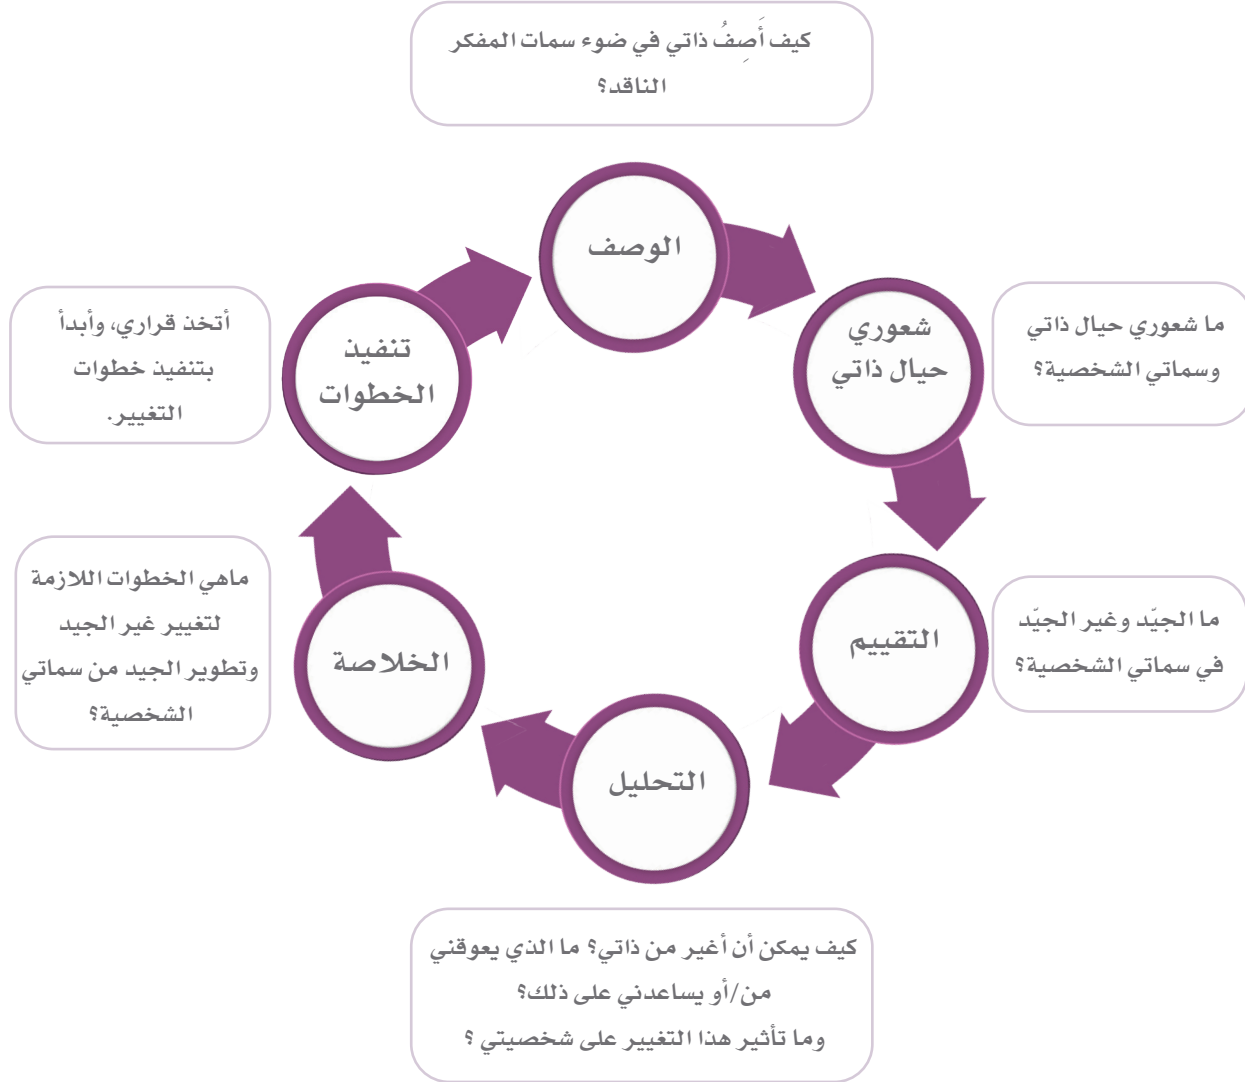 كيف أَصِفُ ذاتي في ضوء سمات المفكر
الناقد؟
الوصف
شعوري
حيال ذاتي
ما شعوري حيال ذاتي
وسماتي الشخصية؟
التقييم
ما الجيّد وغير الجيّد
في سماتي الشخصية؟
التحليل
كيف يمكن أن أغير من ذاتي؟ ما الذي يعوقني
من/أو يساعدني على ذلك؟
وما تأثير هذا التغيير على شخصيتي ؟
الخلاصة
ماهي الخطوات اللازمة
لتغيير غير الجيد
وتطوير الجيد من سماتي
الشخصية؟
تنفيذ
الخطوات
أتخذ قراري، وأبدأ
بتنفيذ خطوات
التغيير.